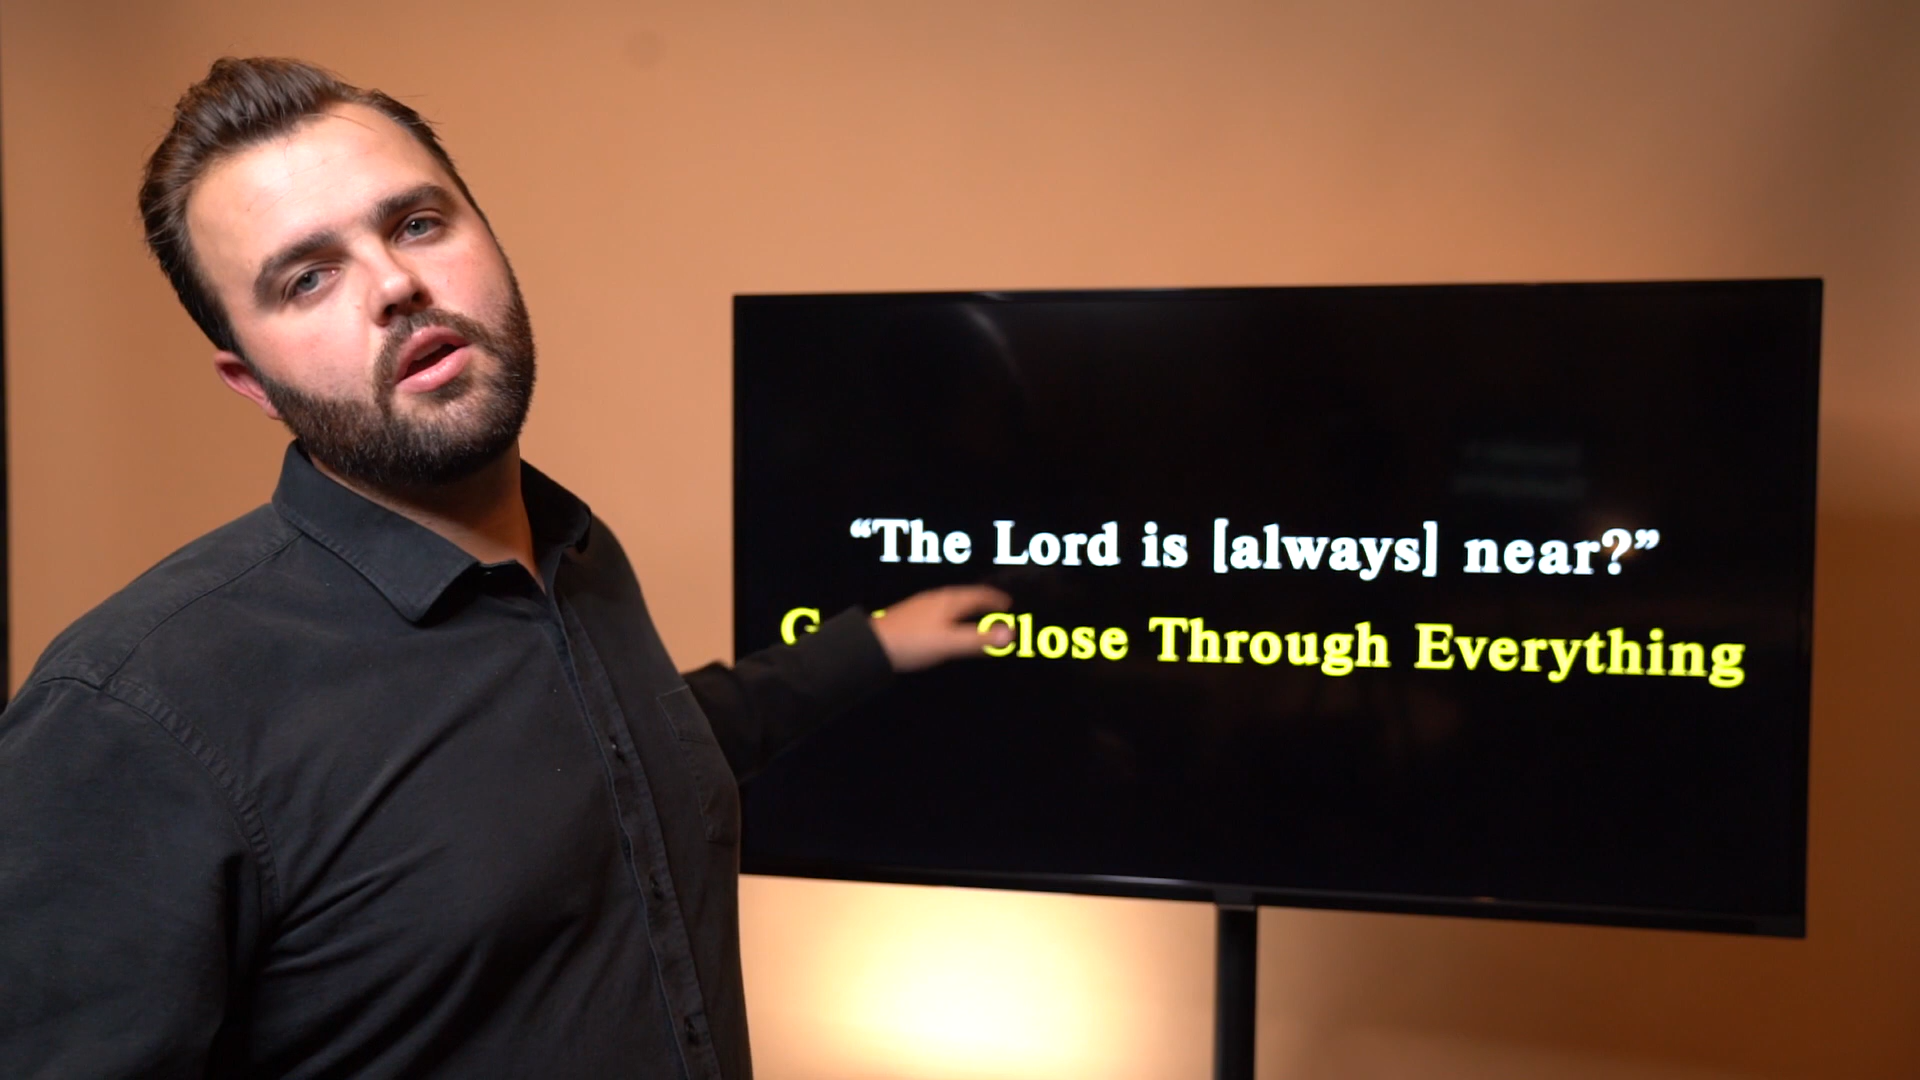 “The Lord is [always] near?”
Close Through Everything